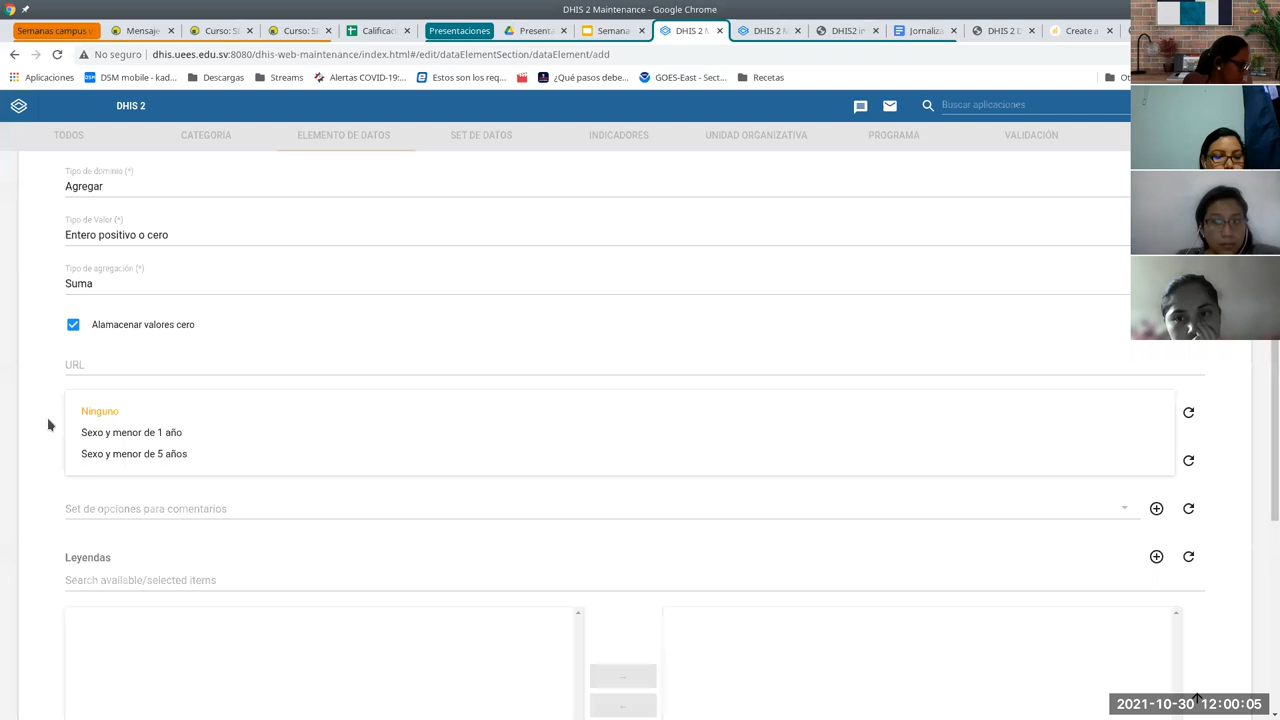 DHIS 2 Maintenance - Google Chrome
Semanas campus v
Mensaje
Curso: SI
Curso: SI
Calificac
Presentaciones
Present
Semana
DHIS 2 M
DHIS 2 M
DHIS2 in
Jornaliz
DHIS 2 D
Create a
No seguro dhis.uees.edu.sv:8080/dhis-web-maintenance/index.html#/edit/dataElementSection/dataElement/add
Aplicaciones
DSM mobile - kad...
Descargas
Streams
Alertas COVID-19:...
Estos son los req...
¿Qué pasos debe...
GOES-East - Sect...
Recetas
Ot
DHIS 2
Buscar aplicaciones
TODOS
CATEGORÍA
ELEMENTO DE DATOS
SET DE DATOS
INDICADORES
UNIDAD ORGANIZATIVA
PROGRAMA
VALIDACIÓN
Tipo de dominio (*)
Agregar
Tipo de Valor (*)
Entero positivo o cero
Tipo de agregación (*)
Suma
Alamacenar valores cero
URL
Ninguno
Sexo y menor de 1 año
Sexo y menor de 5 años
Set de opciones para comentarios
Leyendas
Search available/selected items
2021-10-30 12:00:05